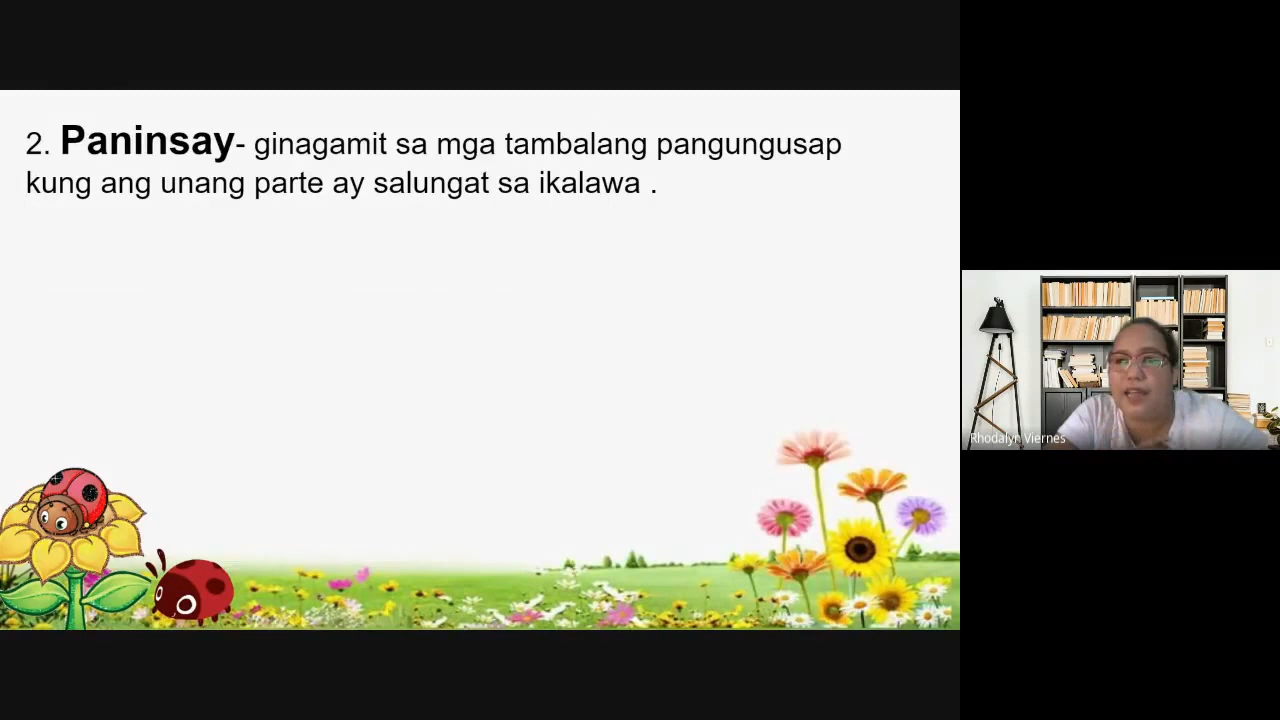 2. Paninsay- ginagamit sa mga tambalang pangungusap
kung ang unang parte ay salungat sa ikalawa .
Rhodalyn Viernes